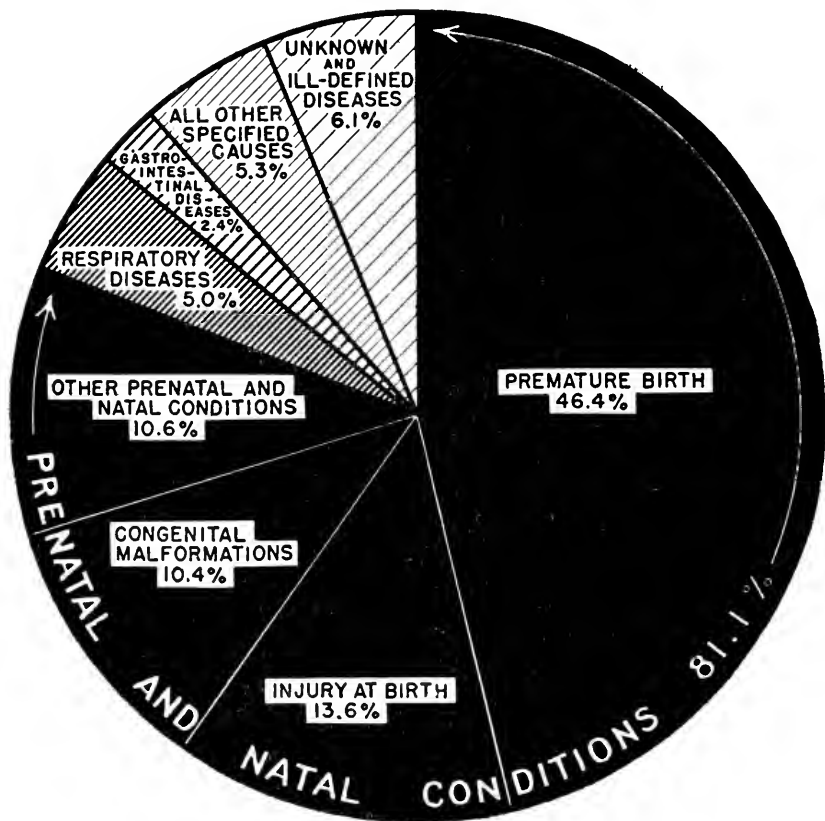 UNKNOWN
AND
ILL-DEFINED
DISEASES
6.1%
ALL OTHER
SPECIFIED
CAUSES
5.3%
GASTRO-
INTES-
TINAL DIS-
EASES
2.4%
RESPIRATORY
DISEASES
5.0%
OTHER PRENATAL AND
NATAL CONDITIONS
10.6%
CONGENITAL
MALFORMATIONS
10.4%
INJURY AT BIRTH
13.6%
PREMATURE BIRTH
46.4%
PRENATAL AND NATAL CONDITIONS 81.1%